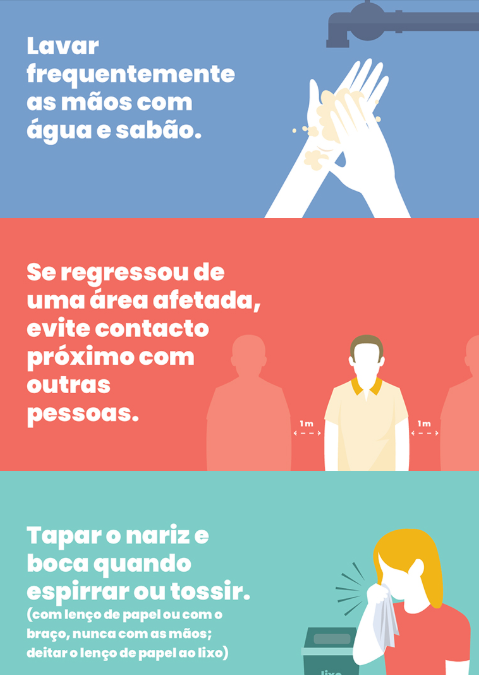 Lavar
frequentemente
as mãos com
água e sabão.
Se regressou de
uma área afetada,
evite contacto
próximo com
outras
pessoas.
1m
1m
Tapar o nariz e
boca quando
espirrar ou tossir.
(com lenço de papel ou com o
braço, nunca com as mãos;
deitar o lenço de papel ao lixo)
lixo